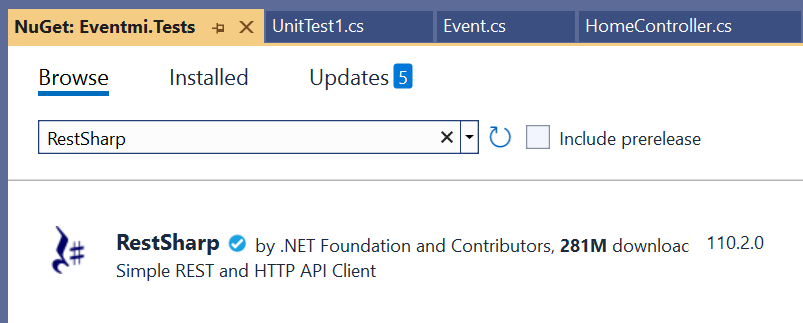 NuGet: Eventmi.Tests UnitTest1.cs Event.cs HomeController.cs
Browse Installed Updates 5
RestSharp Include prerelease
RestSharp by .NET Foundation and Contributors, 281M downloac 110.2.0
Simple REST and HTTP API Client